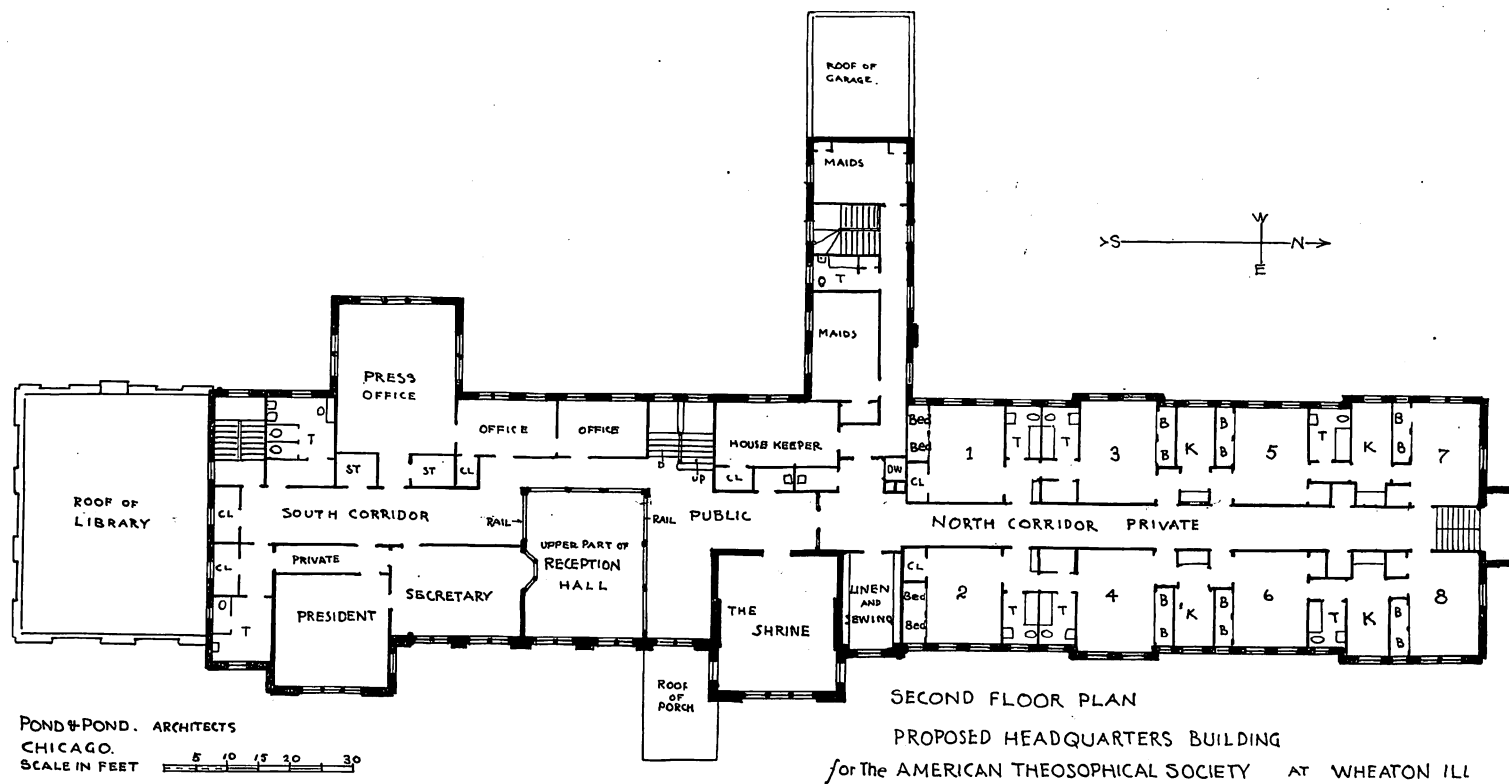 ROOF OF
GARAGE.
MAIDS
T
MAIDS
W
>S N
E
PRESS
OFFICE
OFFICE
OFFICE
ST
ST
CL
T
D
UP
HOUSE KEEPER
CL
DW
Bed
Bed
CL
1
T
T
3
B
B
K
B
B
5
T
K
B
B
7
ROOF OF
LIBRARY
CL
SOUTH CORRIDOR
RAIL
RAIL
PUBLIC
NORTH CORRIDOR PRIVATE
CL
PRIVATE
PRESIDENT
T
SECRETARY
UPPER PART OF
RECEPTION
HALL
THE
SHRINE
LINEN
AND
SEWING
CL
Bed
Bed
2
T
T
4
B
B
K
B
B
6
T
K
B
B
8
ROOF
OF
PORCH
POND & POND. ARCHITECTS
CHICAGO.
SCALE IN FEET 5 10 15 20 30
SECOND FLOOR PLAN
PROPOSED HEADQUARTERS BUILDING
for The AMERICAN THEOSOPHICAL SOCIETY AT WHEATON ILL